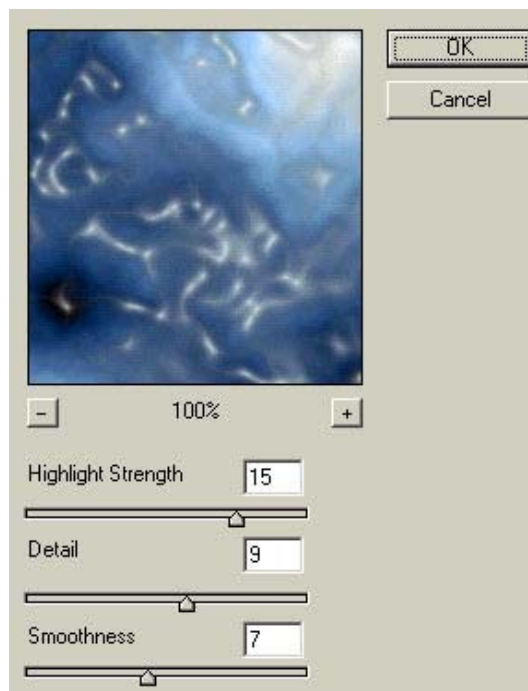 OK
Cancel
- 100% +
Highlight Strength 15
Detail 9
Smoothness 7